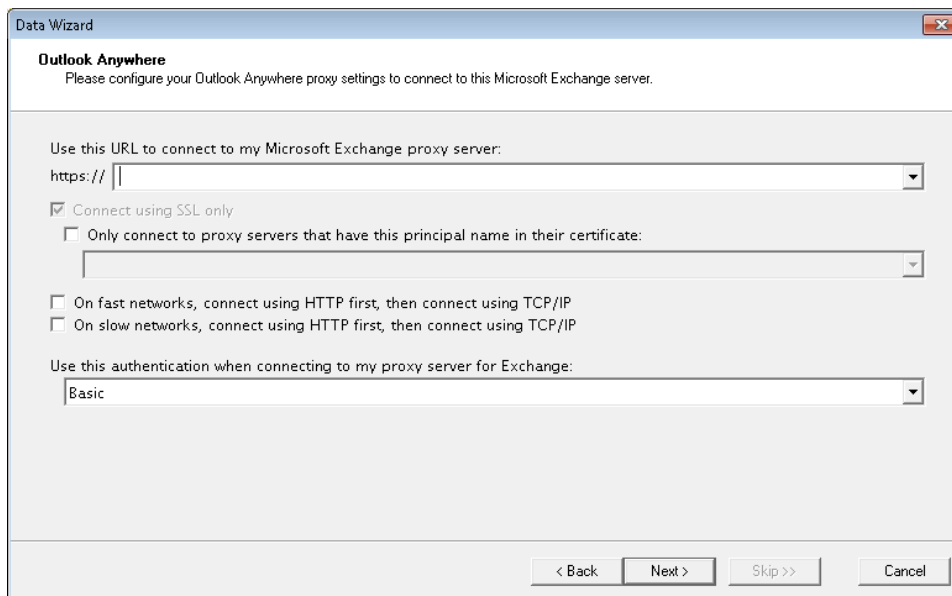 Data Wizard
Outlook Anywhere
Please configure your Outlook Anywhere proxy settings to connect to this Microsoft Exchange server.
Use this URL to connect to my Microsoft Exchange proxy server:
https://
Connect using SSL only
Only connect to proxy servers that have this principal name in their certificate:
On fast networks, connect using HTTP first, then connect using TCP/IP
On slow networks, connect using HTTP first, then connect using TCP/IP
Use this authentication when connecting to my proxy server for Exchange:
Basic
< Back Next > Skip >> Cancel